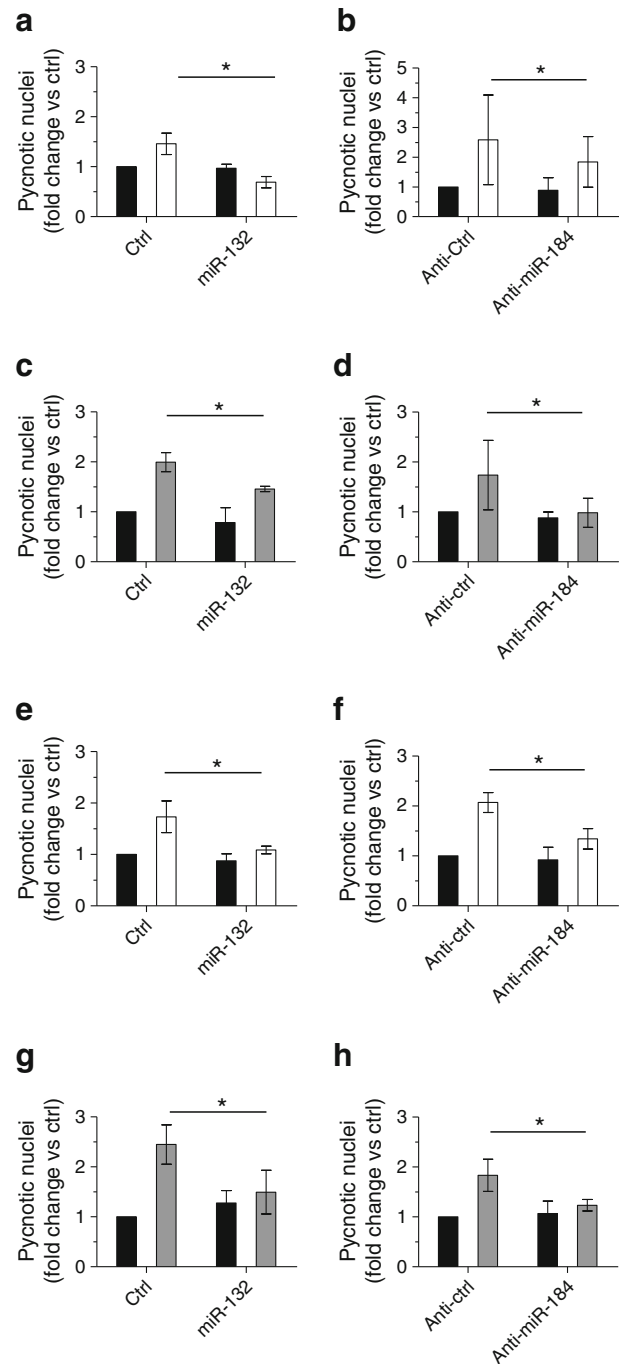 a
Pycnotic nuclei
(fold change vs ctrl)
3
2
1
0
*
Ctrl
miR-132
b
Pycnotic nuclei
(fold change vs ctrl)
5
4
3
2
1
0
*
Anti-Ctrl
Anti-miR-184
c
Pycnotic nuclei
(fold change vs ctrl)
3
2
1
0
*
Ctrl
miR-132
d
Pycnotic nuclei
(fold change vs ctrl)
3
2
1
0
*
Anti-ctrl
Anti-miR-184
e
Pycnotic nuclei
(fold change vs ctrl)
3
2
1
0
*
Ctrl
miR-132
f
Pycnotic nuclei
(fold change vs ctrl)
3
2
1
0
*
Anti-ctrl
Anti-miR-184
g
Pycnotic nuclei
(fold change vs ctrl)
3
2
1
0
*
Ctrl
miR-132
h
Pycnotic nuclei
(fold change vs ctrl)
3
2
1
0
*
Anti-ctrl
Anti-miR-184